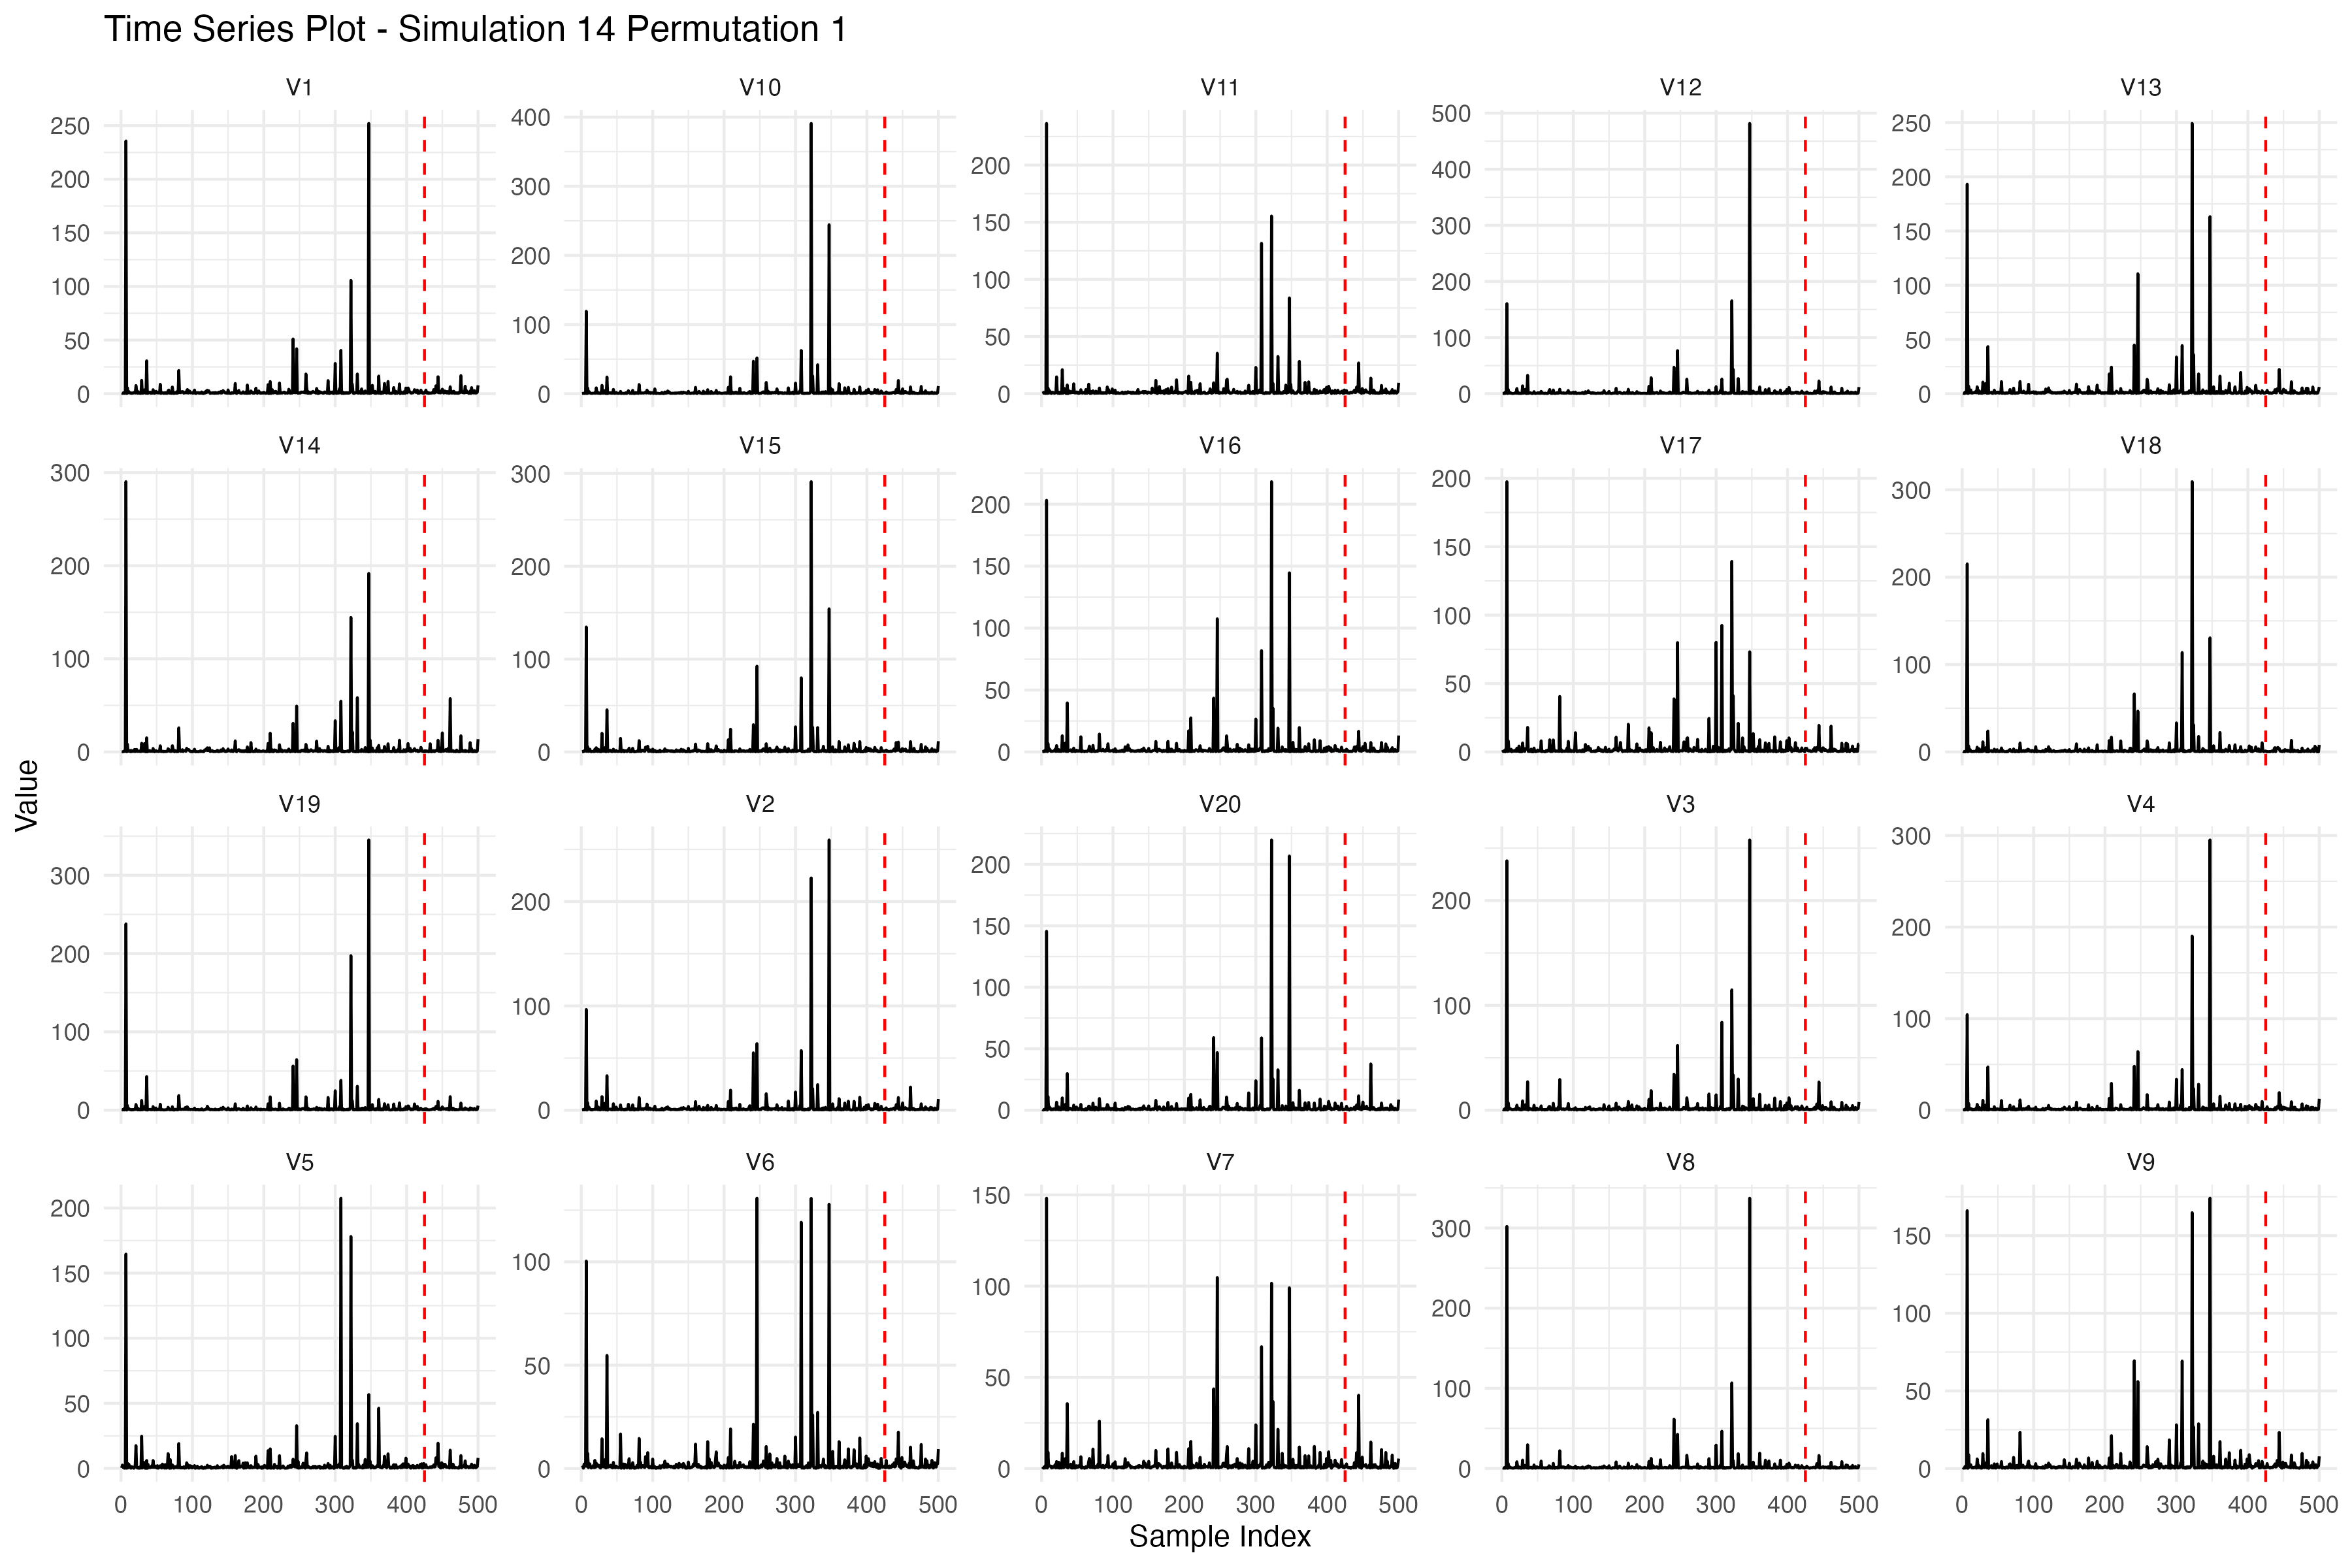 Time Series Plot - Simulation 14 Permutation 1
V1 V10 V11 V12 V13
250 200 150 100 50 0
400 300 200 100 0
200 150 100 50 0
500 400 300 200 100 0
250 200 150 100 50 0
V14 V15 V16 V17 V18
300 200 100 0
300 200 100 0
200 150 100 50 0
200 150 100 50 0
300 200 100 0
Value
V19 V2 V20 V3 V4
300 200 100 0
200 100 0
200 150 100 50 0
200 100 0
300 200 100 0
V5 V6 V7 V8 V9
200 150 100 50 0
100 50 0
150 100 50 0
300 200 100 0
150 100 50 0
0 100 200 300 400 500
0 100 200 300 400 500
0 100 200 300 400 500
0 100 200 300 400 500
0 100 200 300 400 500
Sample Index